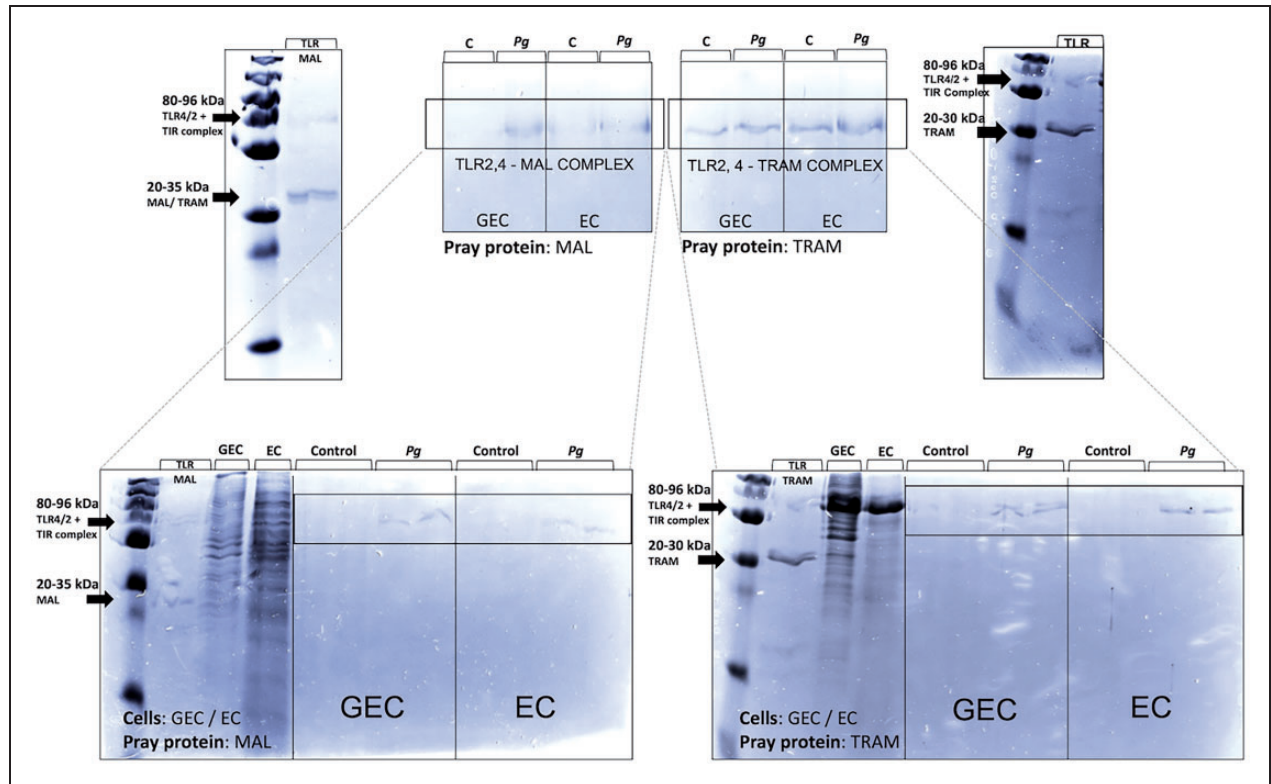 TLR
MAL
80-96 kDa
TLR4/2 +
TIR complex
20-35 kDa
MAL/ TRAM
C Pg C Pg
TLR2,4 - MAL COMPLEX
GEC EC
Pray protein: MAL
C Pg C Pg
TLR2, 4 - TRAM COMPLEX
GEC EC
Pray protein: TRAM
TLR
80-96 kDa
TLR4/2 +
TIR Complex
20-30 kDa
TRAM
GEC EC Control Pg Control Pg
TLR
MAL
80-96 kDa
TLR4/2 +
TIR complex
20-35 kDa
MAL
GEC EC
Cells: GEC / EC
Pray protein: MAL
GEC EC Control Pg Control Pg
TLR
TRAM
80-96 kDa
TLR4/2 +
TIR complex
20-30 kDa
TRAM
GEC EC
Cells: GEC / EC
Pray protein: TRAM